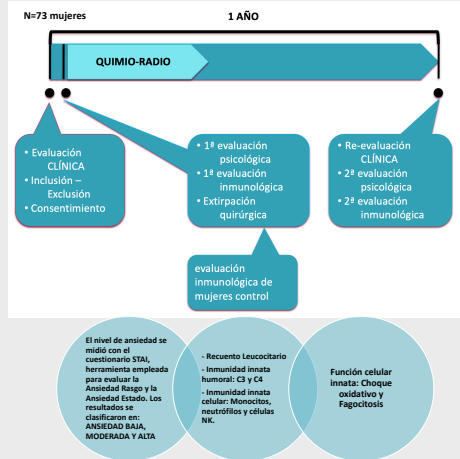 N=73 mujeres
1 AÑO
QUIMIO-RADIO
• Evaluación
CLÍNICA
• Inclusión –
Exclusión
• Consentimiento
• 1ª evaluación
psicológica
• 1ª evaluación
inmunológica
• Extirpación
quirúrgica
• Re-evaluación
CLÍNICA
• 2ª evaluación
psicológica
• 2ª evaluación
inmunológica
evaluación
inmunológica de
mujeres control
El nivel de ansiedad se
midió con el
cuestionario STAI,
herramienta empleada
para evaluar la
Ansiedad Rasgo y la
Ansiedad Estado. Los
resultados se
clasificaron en:
ANSIEDAD BAJA,
MODERADA Y ALTA
- Recuento Leucocitario
- Inmunidad innata
humoral: C3 y C4
- Inmunidad innata
celular: Monocitos,
neutrófilos y células
NK.
Función celular
innata: Choque
oxidativo y
Fagocitosis